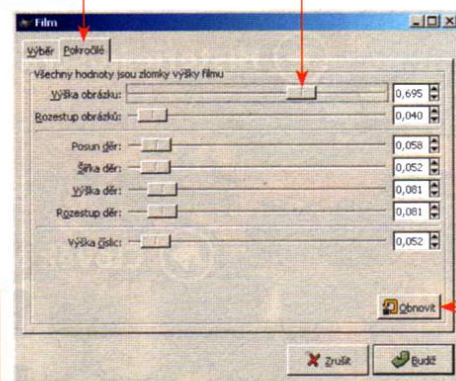 Film
Výběr Pokročilé
Všechny hodnoty jsou zlomky výšky filmu
Výška obrázku: 0,695
Rozestup obrázků: 0,040
Posun děr: 0,058
Šířka děr: 0,052
Výška děr: 0,081
Rozestup děr: 0,081
Výška číslic: 0,052
Obnovit
Zrušit Budiž